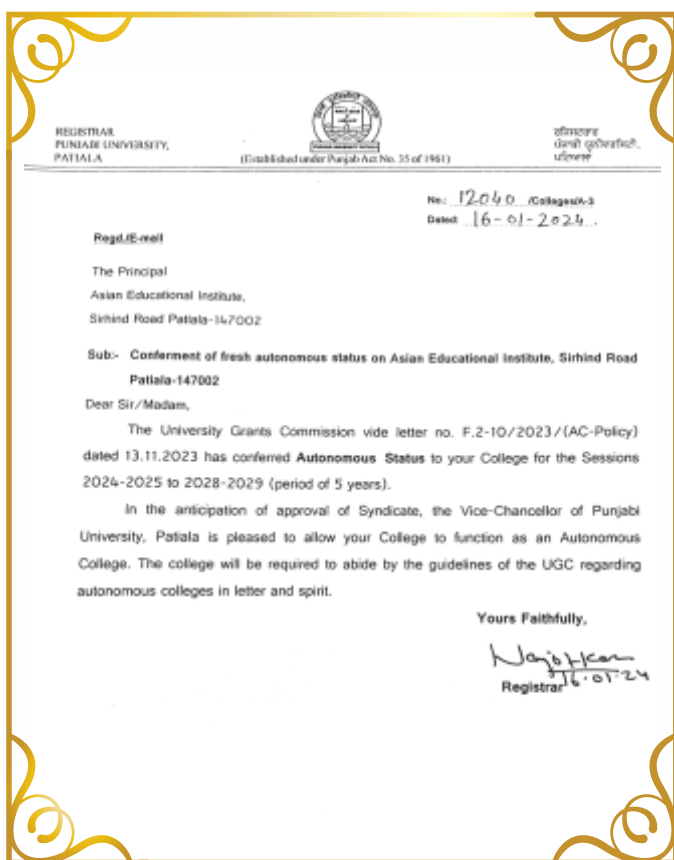 REGISTRAR
PUNJABI UNIVERSITY,
PATIALA
(Established under Punjab Act No. 35 of 1961)
ਰਜਿਸਟਰਾਰ
ਪੰਜਾਬੀ ਯੂਨੀਵਰਸਿਟੀ,
ਪਟਿਆਲਾ
No.: 12040 /Colleges/A-3
Dated: 16-01-2024.
Regd./E-mail
The Principal
Asian Educational Institute,
Sirhind Road Patiala-147002
Sub:- Conferment of fresh autonomous status on Asian Educational Institute, Sirhind Road
Patiala-147002
Dear Sir/Madam,
The University Grants Commission vide letter no. F.2-10/2023/(AC-Policy)
dated 13.11.2023 has conferred Autonomous Status to your College for the Sessions
2024-2025 to 2028-2029 (period of 5 years).
In the anticipation of approval of Syndicate, the Vice-Chancellor of Punjabi
University, Patiala is pleased to allow your College to function as an Autonomous
College. The college will be required to abide by the guidelines of the UGC regarding
autonomous colleges in letter and spirit.
Yours Faithfully,
16.01.24
Registrar